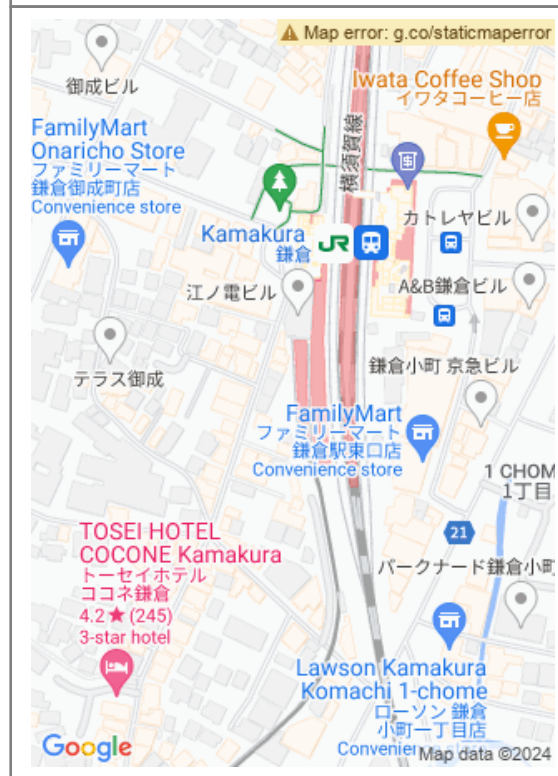 Map error: g.co/staticmaperror
御成ビル
Iwata Coffee Shop
イワタコーヒー店
FamilyMart
Onaricho Store
ファミリーマート
鎌倉御成町店
Convenience store
横須賀線
カトレヤビル
Kamakura
鎌倉
JR
江ノ電ビル
A&B鎌倉ビル
テラス御成
鎌倉小町 京急ビル
FamilyMart
ファミリーマート
鎌倉駅東口店
Convenience store
1 CHOM
1丁目
21
TOSEI HOTEL
COCONE Kamakura
トーセイホテル
ココネ鎌倉
4.2★ (245)
3-star hotel
パークナード鎌倉小町
Lawson Kamakura
Komachi 1-chome
ローソン 鎌倉
小町一丁目店
Google
Map data ©2024